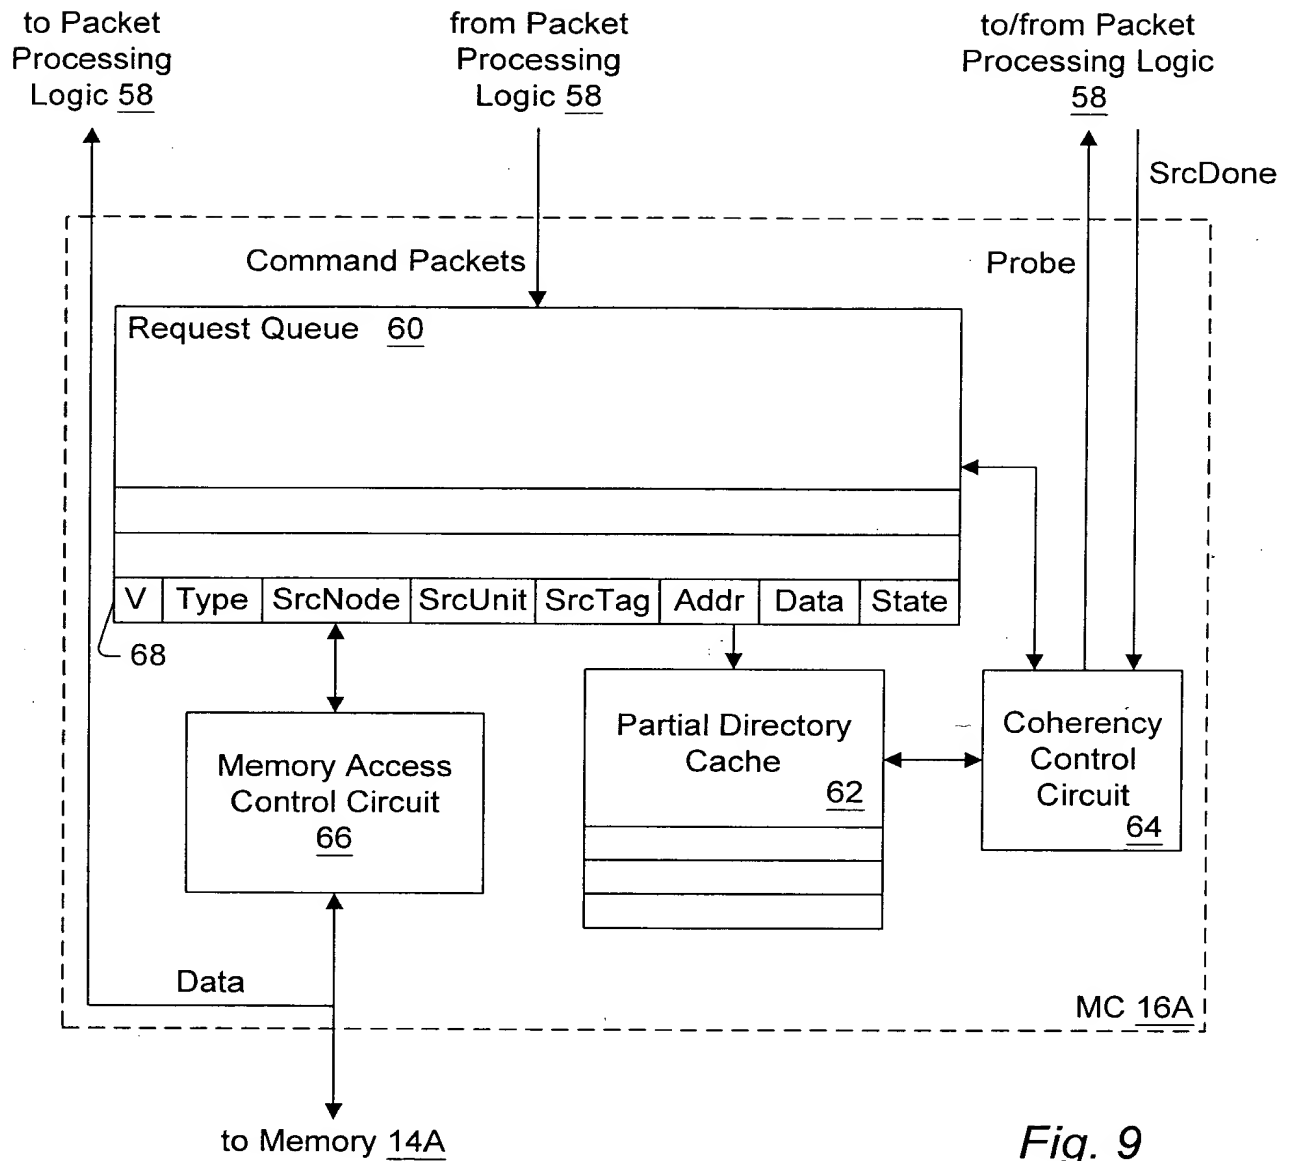 to Packet
Processing
Logic 58
from Packet
Processing
Logic 58
to/from Packet
Processing Logic
58
SrcDone
Command Packets
Probe
Request Queue 60
V Type SrcNode SrcUnit SrcTag Addr Data State
68
Memory Access
Control Circuit
66
Partial Directory
Cache
62
Coherency
Control
Circuit
64
Data
MC 16A
to Memory 14A
Fig. 9